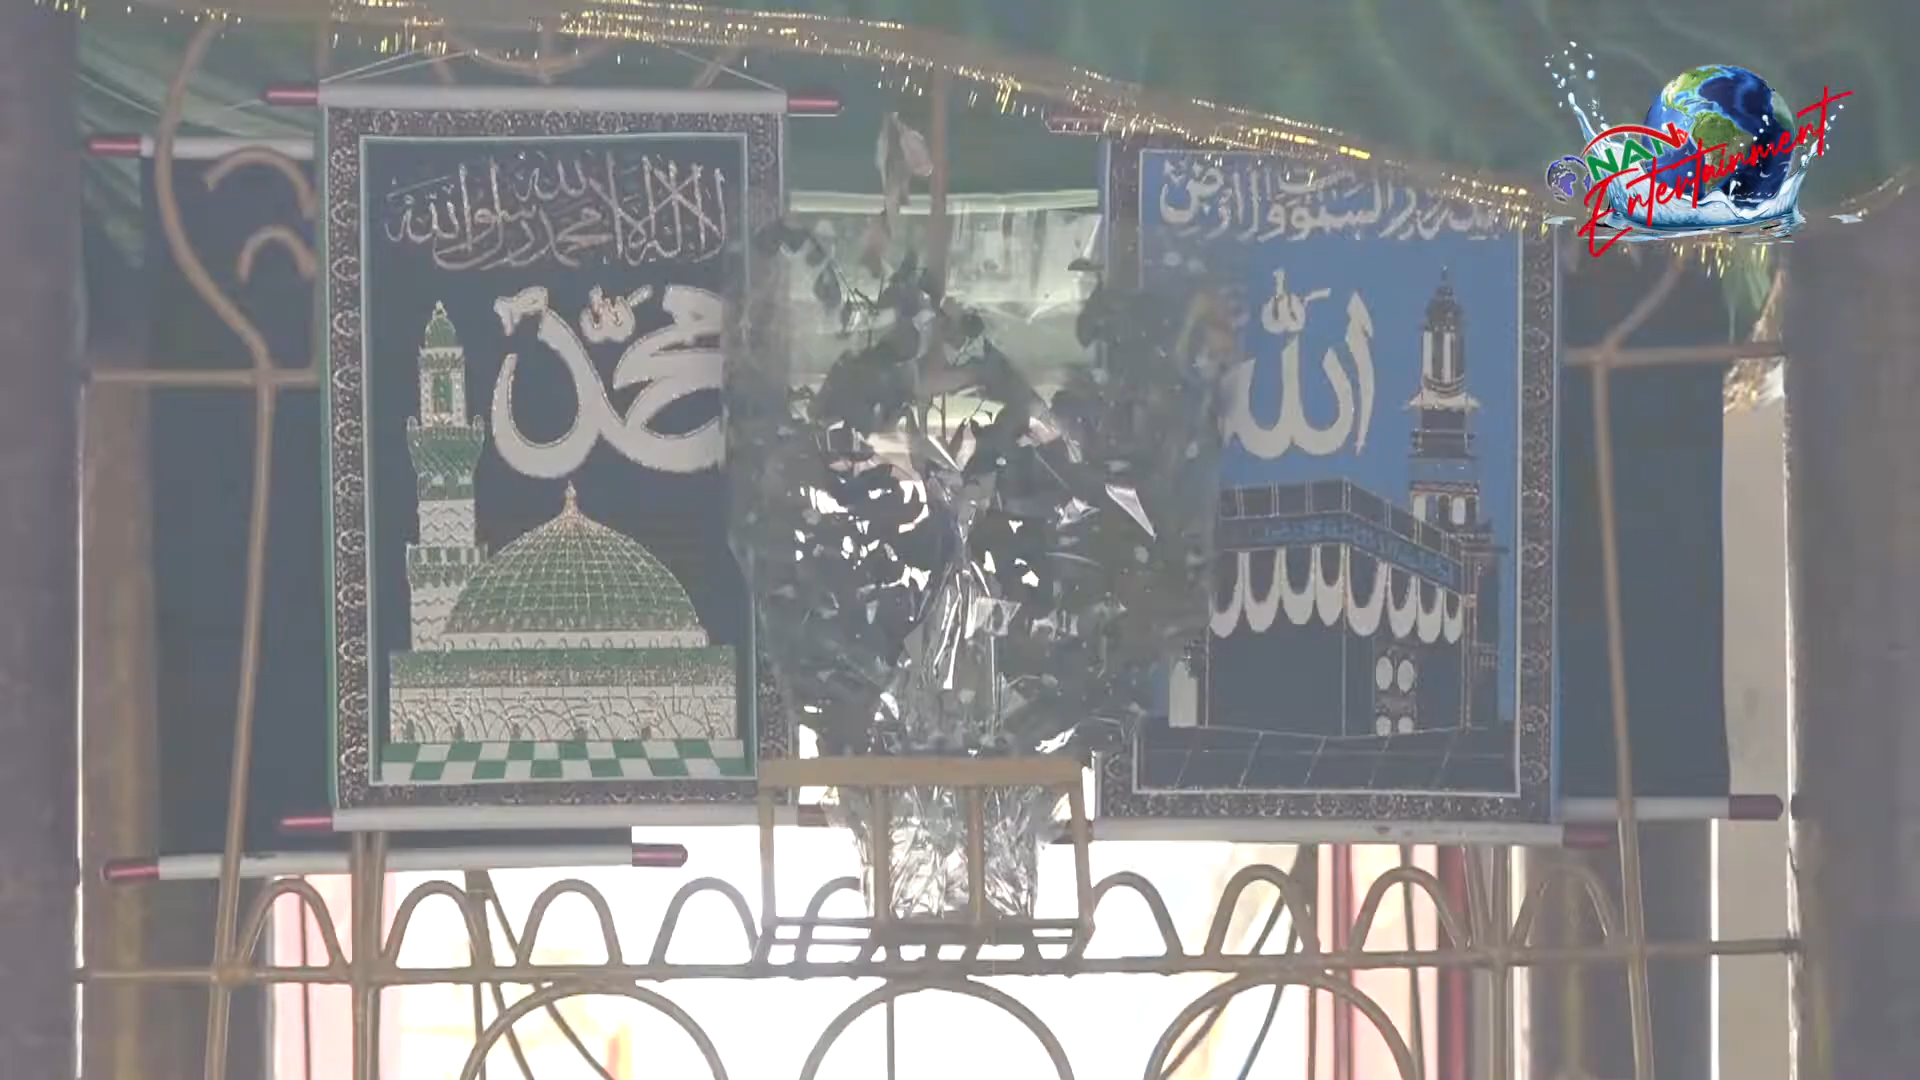 لا اله الا الله محمد رسول الله
محمد
الله
NAN
Entertainment